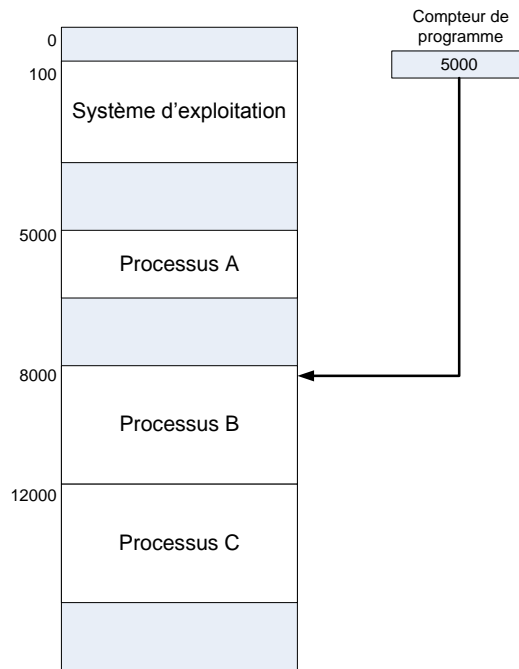 Compteur de
programme
5000
0
100
Système d'exploitation
5000
Processus A
8000
Processus B
12000
Processus C